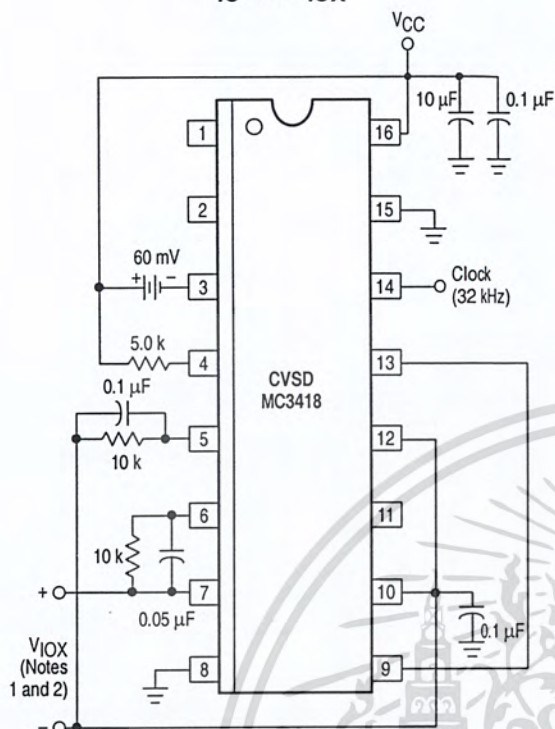 VCC
10 µF
0.1 µF
1
16
2
15
60 mV
+
−
3
14
Clock
(32 kHz)
5.0 k
4
13
CVSD
MC3418
0.1 µF
10 k
5
12
6
11
10 k
+
7
10
0.05 µF
0.1 µF
VIOX
(Notes
1 and 2)
8
9
−